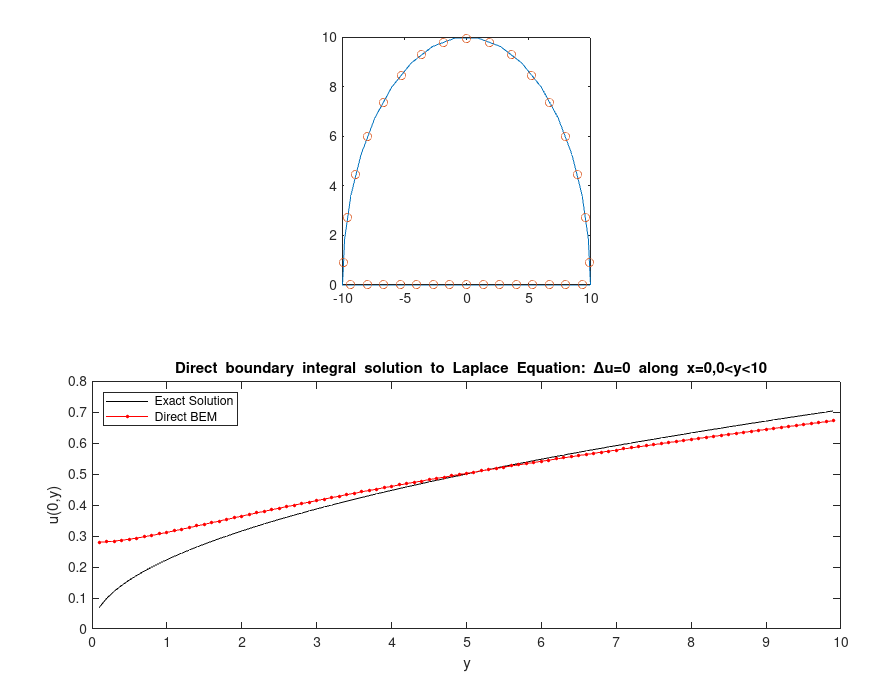 10
8
6
4
2
0
-10 -5 0 5 10
Direct boundary integral solution to Laplace Equation: Δu=0 along x=0,0<y<10
0.8
Exact Solution
Direct BEM
0.7
0.6
0.5
0.4
0.3
0.2
0.1
0
u(0,y)
0 1 2 3 4 5 6 7 8 9 10
y